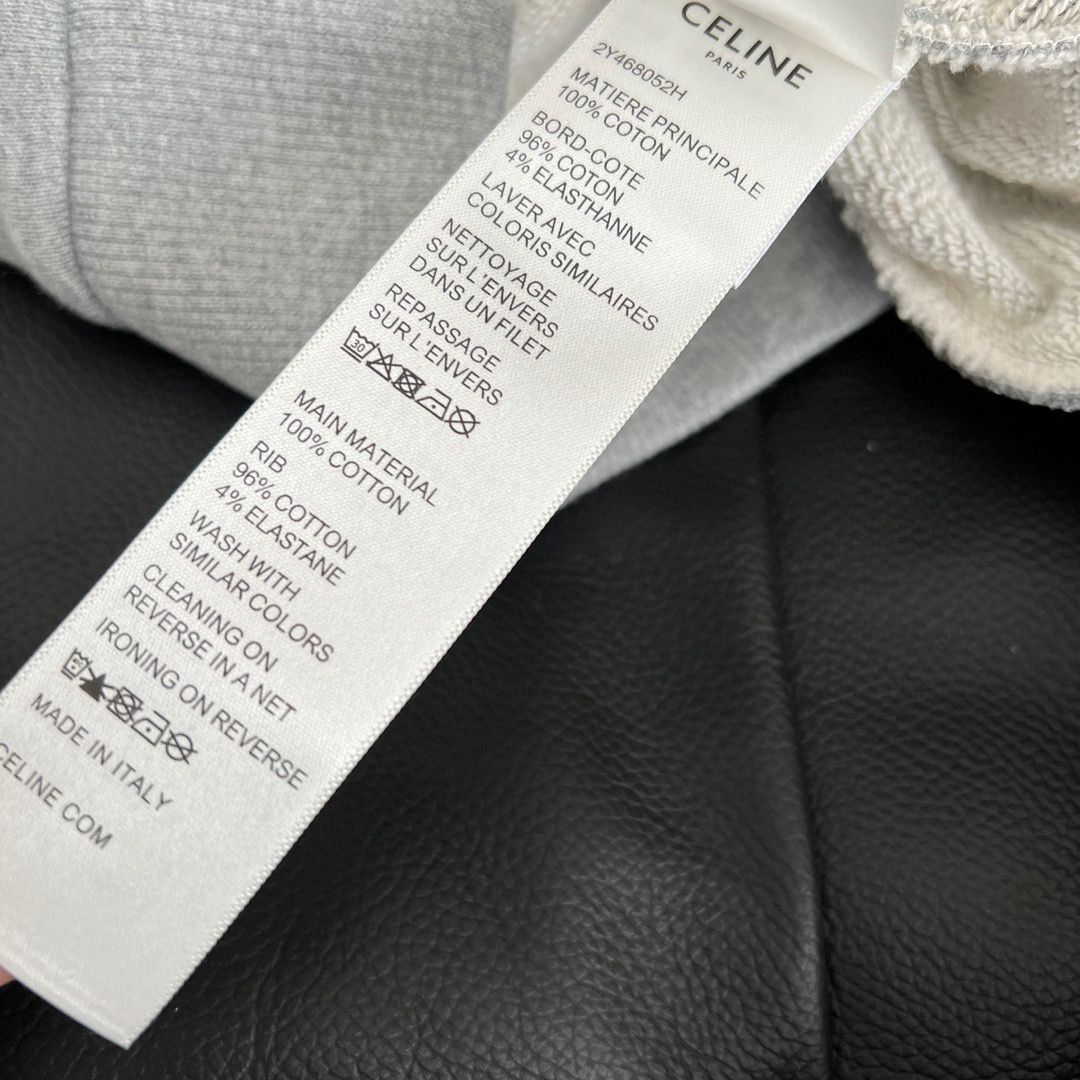 CELINE
PARIS
2Y468052H
MATIERE PRINCIPALE
100% COTON
BORD-COTE
96% COTON
4% ELASTHANNE
LAVER AVEC
COLORIS SIMILAIRES
NETTOYAGE
SUR L'ENVERS
DANS UN FILET
REPASSAGE
SUR L'ENVERS
30
MAIN MATERIAL
100% COTTON
RIB
96% COTTON
4% ELASTANE
WASH WITH
SIMILAR COLORS
CLEANING ON
REVERSE IN A NET
IRONING ON REVERSE
30
MADE IN ITALY
CELINE COM